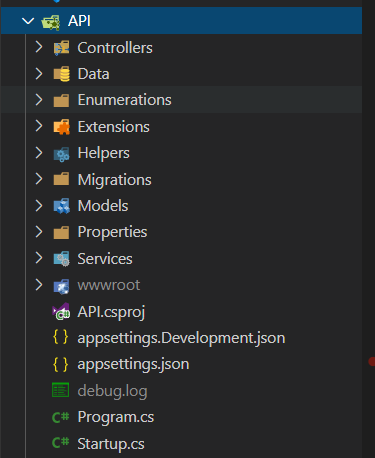 API
Controllers
Data
Enumerations
Extensions
Helpers
Migrations
Models
Properties
Services
wwwroot
API.csproj
{ } appsettings.Development.json
{ } appsettings.json
debug.log
C# Program.cs
C# Startup.cs